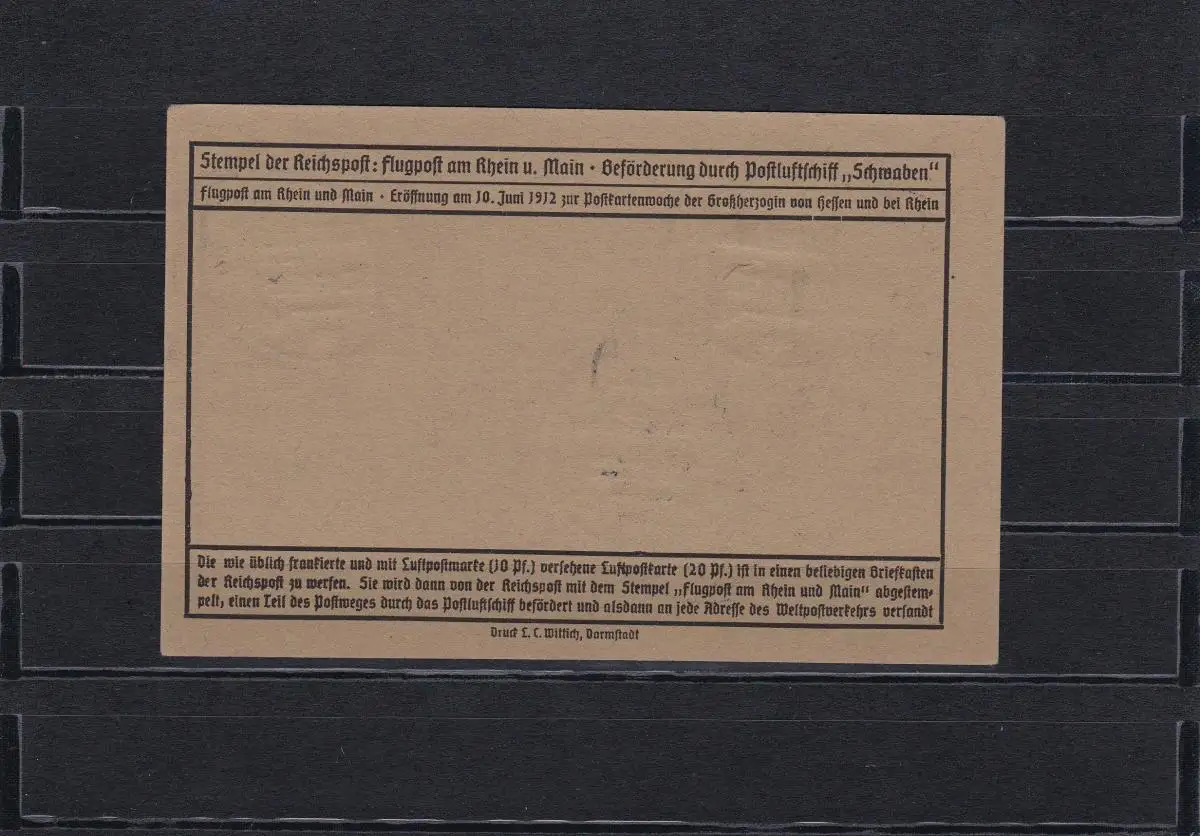 Stempel der Reichspost: Flugpost am Rhein u. Main · Beförderung durch Postluftschiff „Schwaben“
Flugpost am Rhein und Main · Eröffnung am 10. Juni 1912 zur Postkartenwoche der Großherzogin von Hessen und bei Rhein
Die wie üblich frankierte und mit Luftpostmarke (10 Pf.) versehene Luftpostkarte (20 Pf.) ist in einen beliebigen Briefkasten
der Reichspost zu werfen. Sie wird dann von der Reichspost mit dem Stempel „Flugpost am Rhein und Main“ abgestem-
pelt, einen Teil des Postweges durch das Postluftschiff befördert und alsdann an jede Adresse des Weltpostverkehrs versandt
Druck L. C. Wittich, Darmstadt